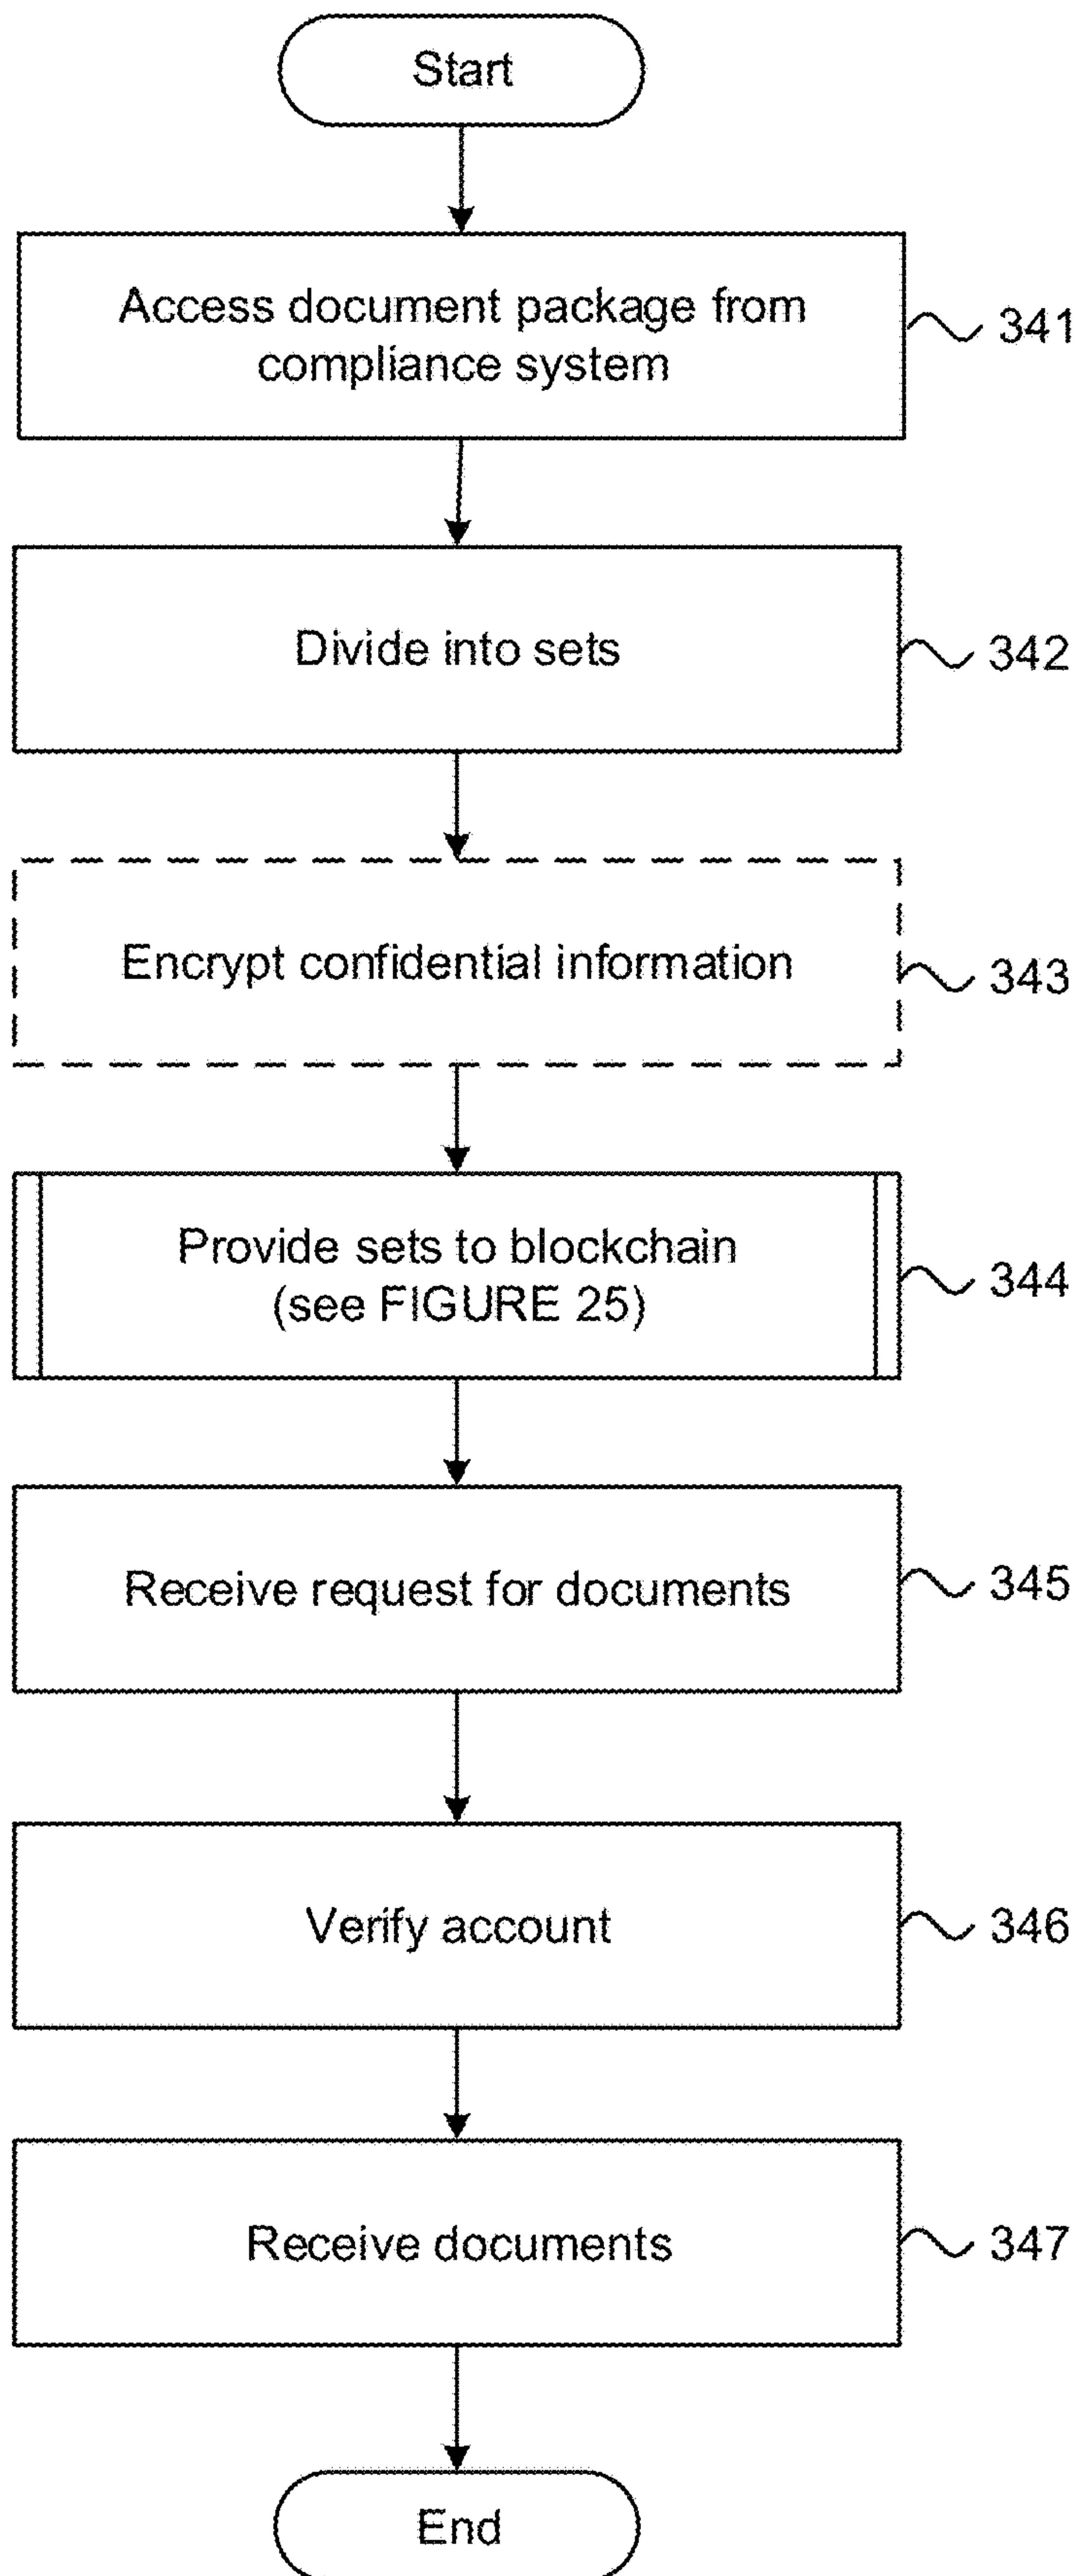 Start
Access document package from
compliance system
341
Divide into sets
342
Encrypt confidential information
343
Provide sets to blockchain
(see FIGURE 25)
344
Receive request for documents
345
Verify account
346
Receive documents
347
End